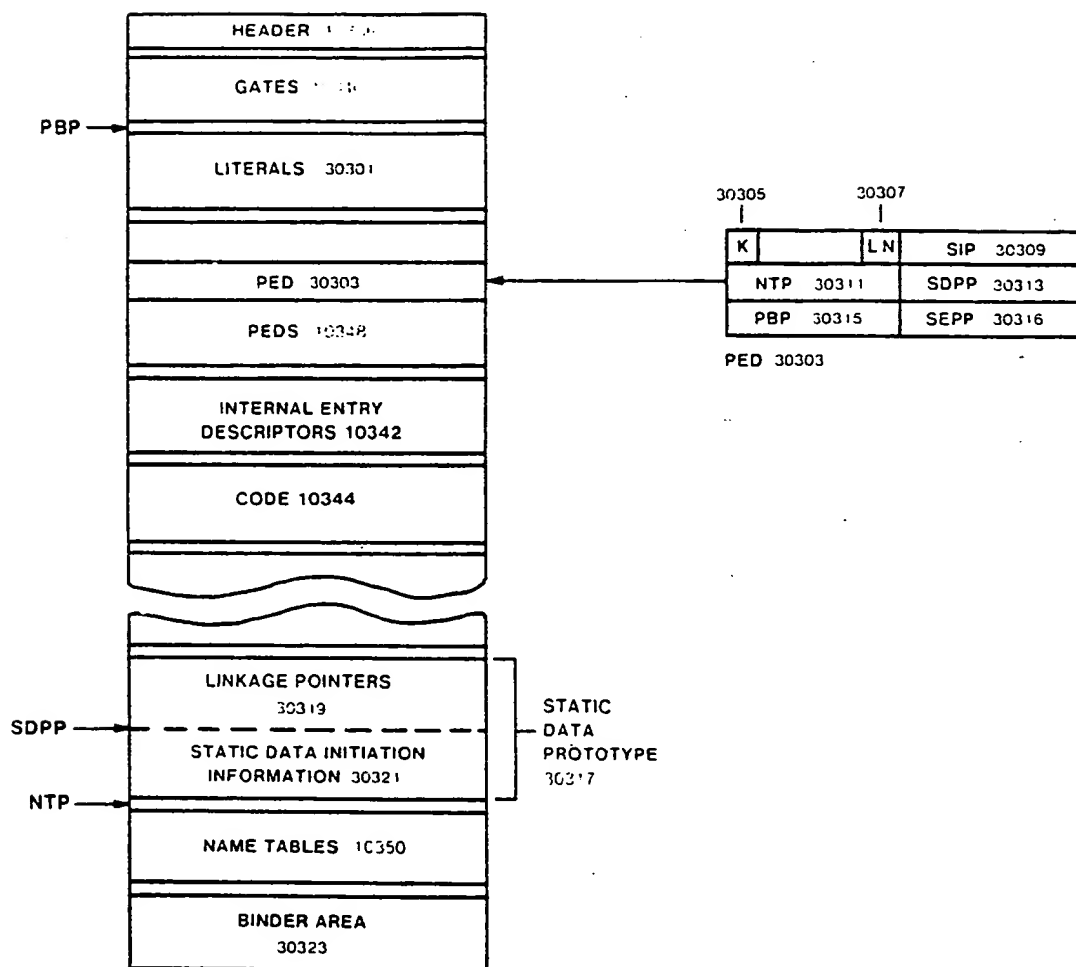 HEADER
GATES
PBP
LITERALS 30301
30305 30307
K LN SIP 30309
PED 30303
NTP 30311 SDPP 30313
PEDS 10348
PBP 30315 SEPP 30316
PED 30303
INTERNAL ENTRY
DESCRIPTORS 10342
CODE 10344
LINKAGE POINTERS
30319
SDPP
STATIC DATA INITIATION
INFORMATION 30321
STATIC
DATA
PROTOTYPE
30317
NTP
NAME TABLES 10350
BINDER AREA
30323